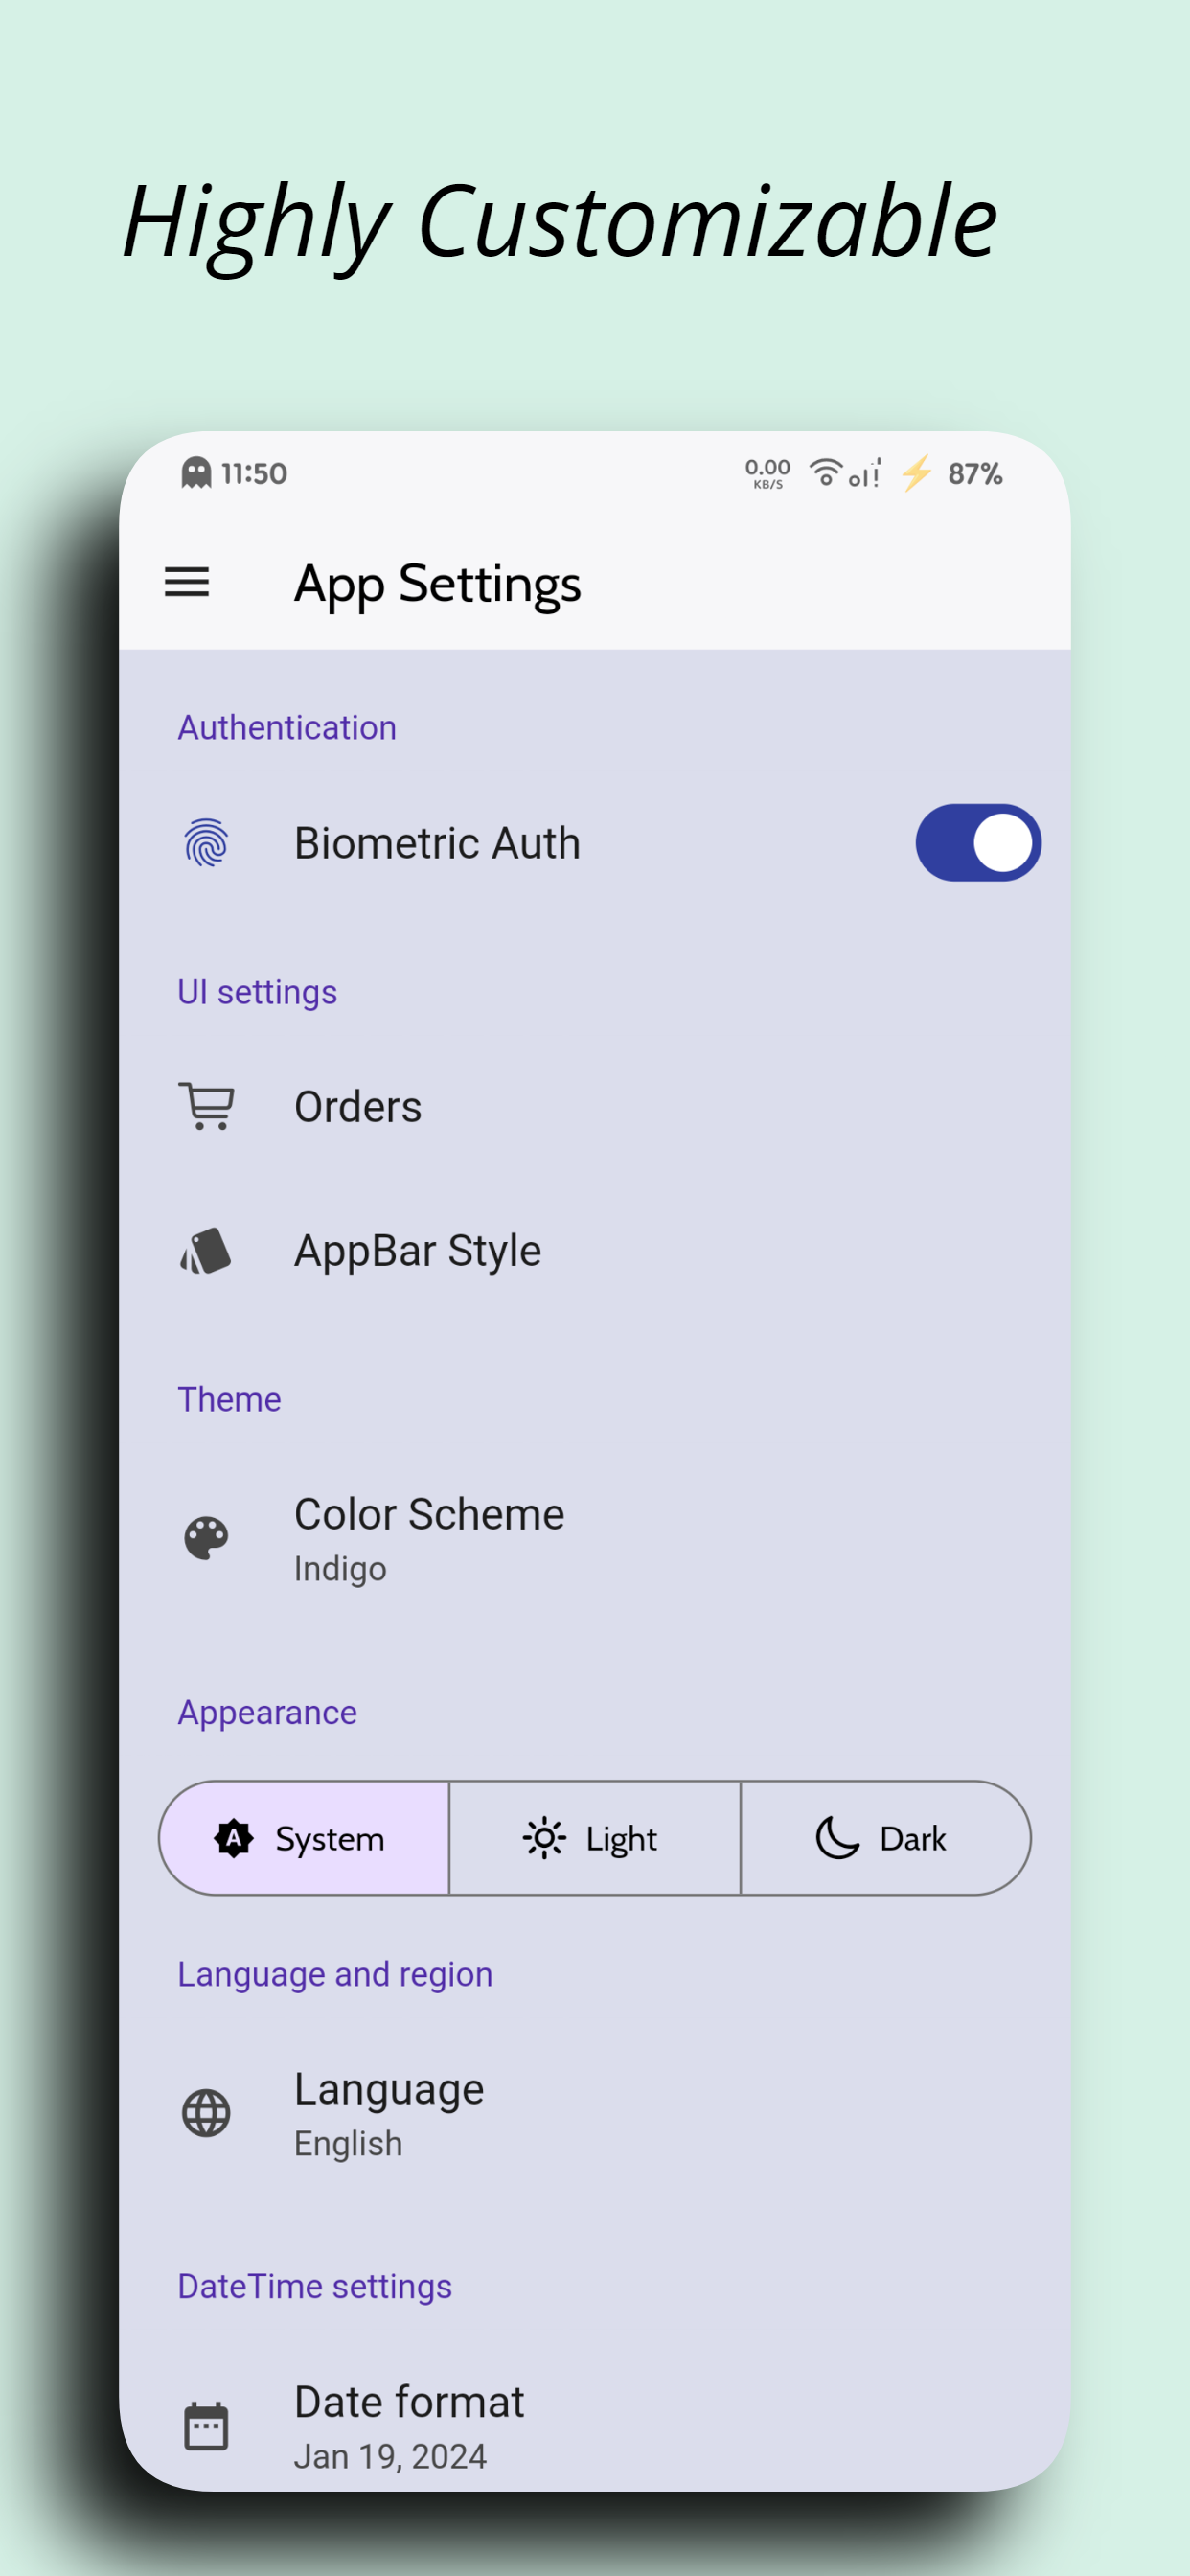 Highly Customizable
11:50
0.00
KB/S
87%
App Settings
Authentication
Biometric Auth
UI settings
Orders
AppBar Style
Theme
Color Scheme
Indigo
Appearance
A System Light Dark
Language and region
Language
English
DateTime settings
Date format
Jan 19, 2024